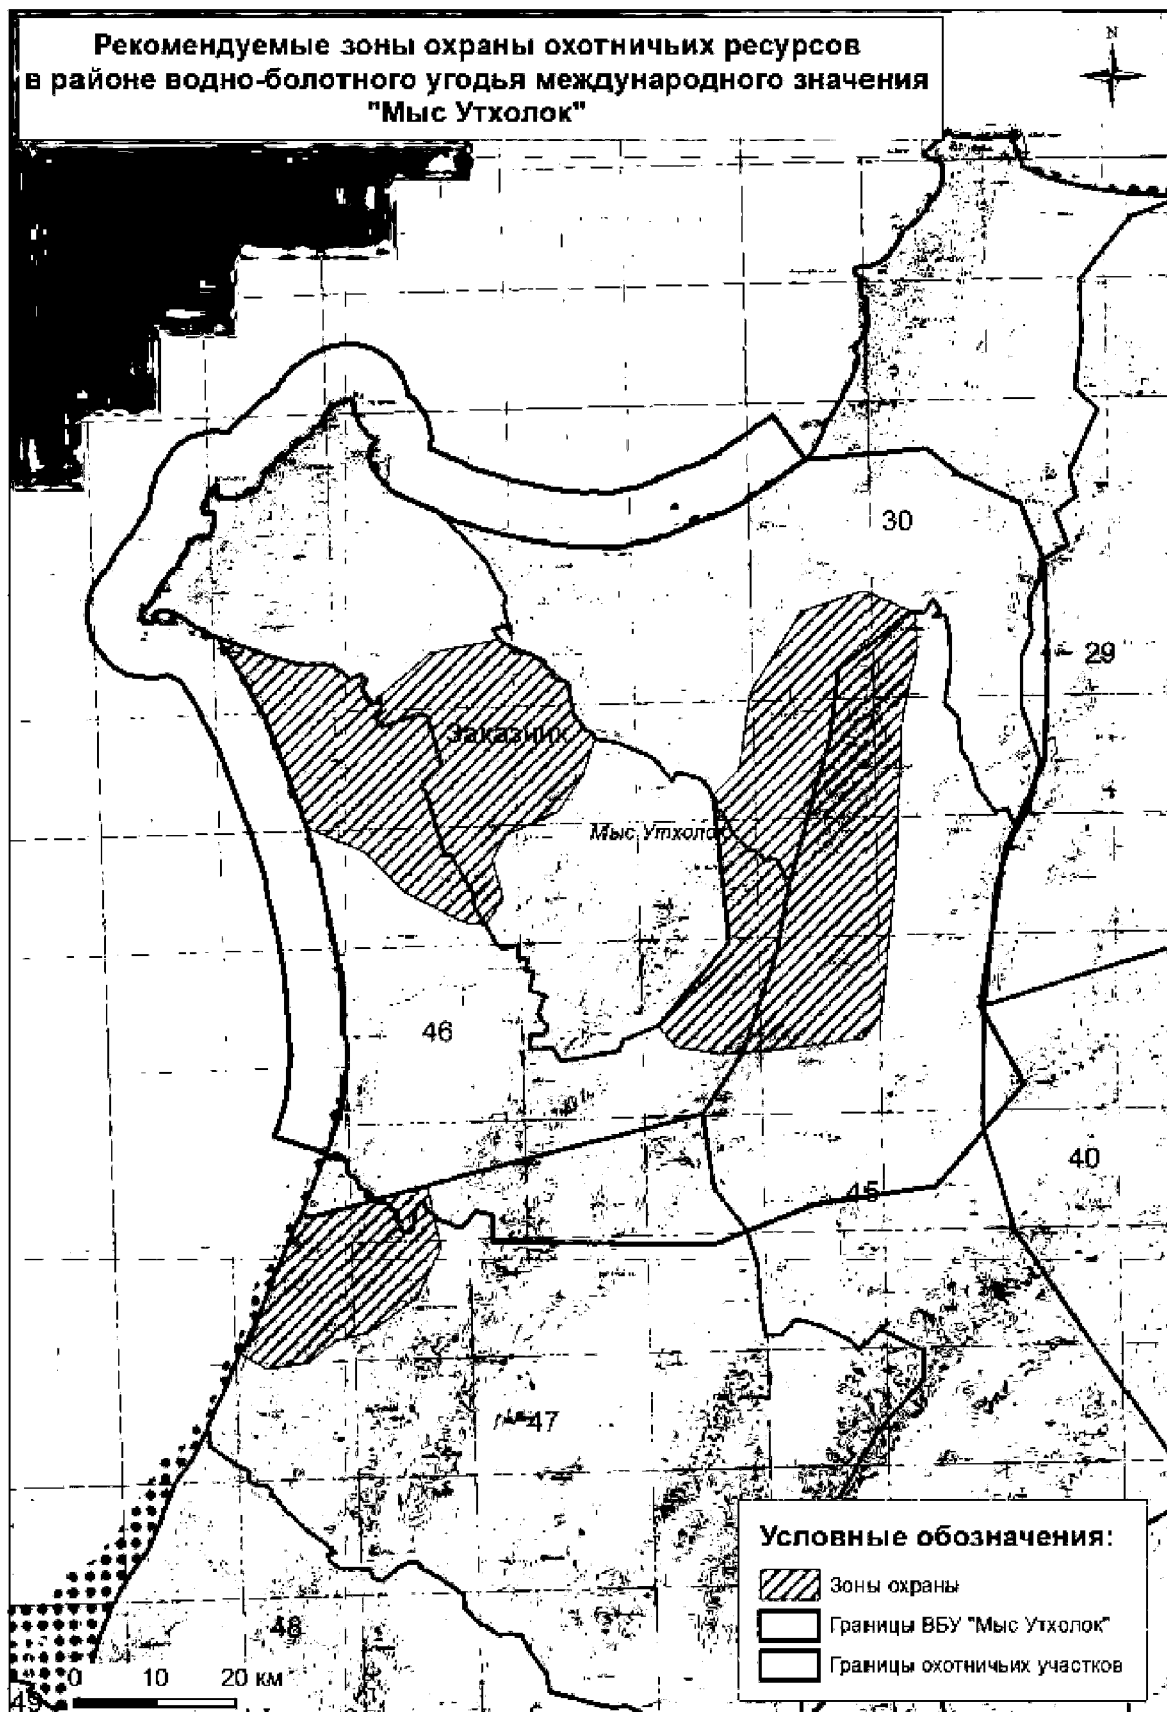 Рекомендуемые зоны охраны охотничьих ресурсов
в районе водно-болотного угодья международного значения
"Мыс Утхолок"
N
30
29
Заказник
Мыс Утхолок
46
40
45
47
48
49
0 10 20 км
Условные обозначения:
Зоны охраны
Границы ВБУ "Мыс Утхолок"
Границы охотничьих участков